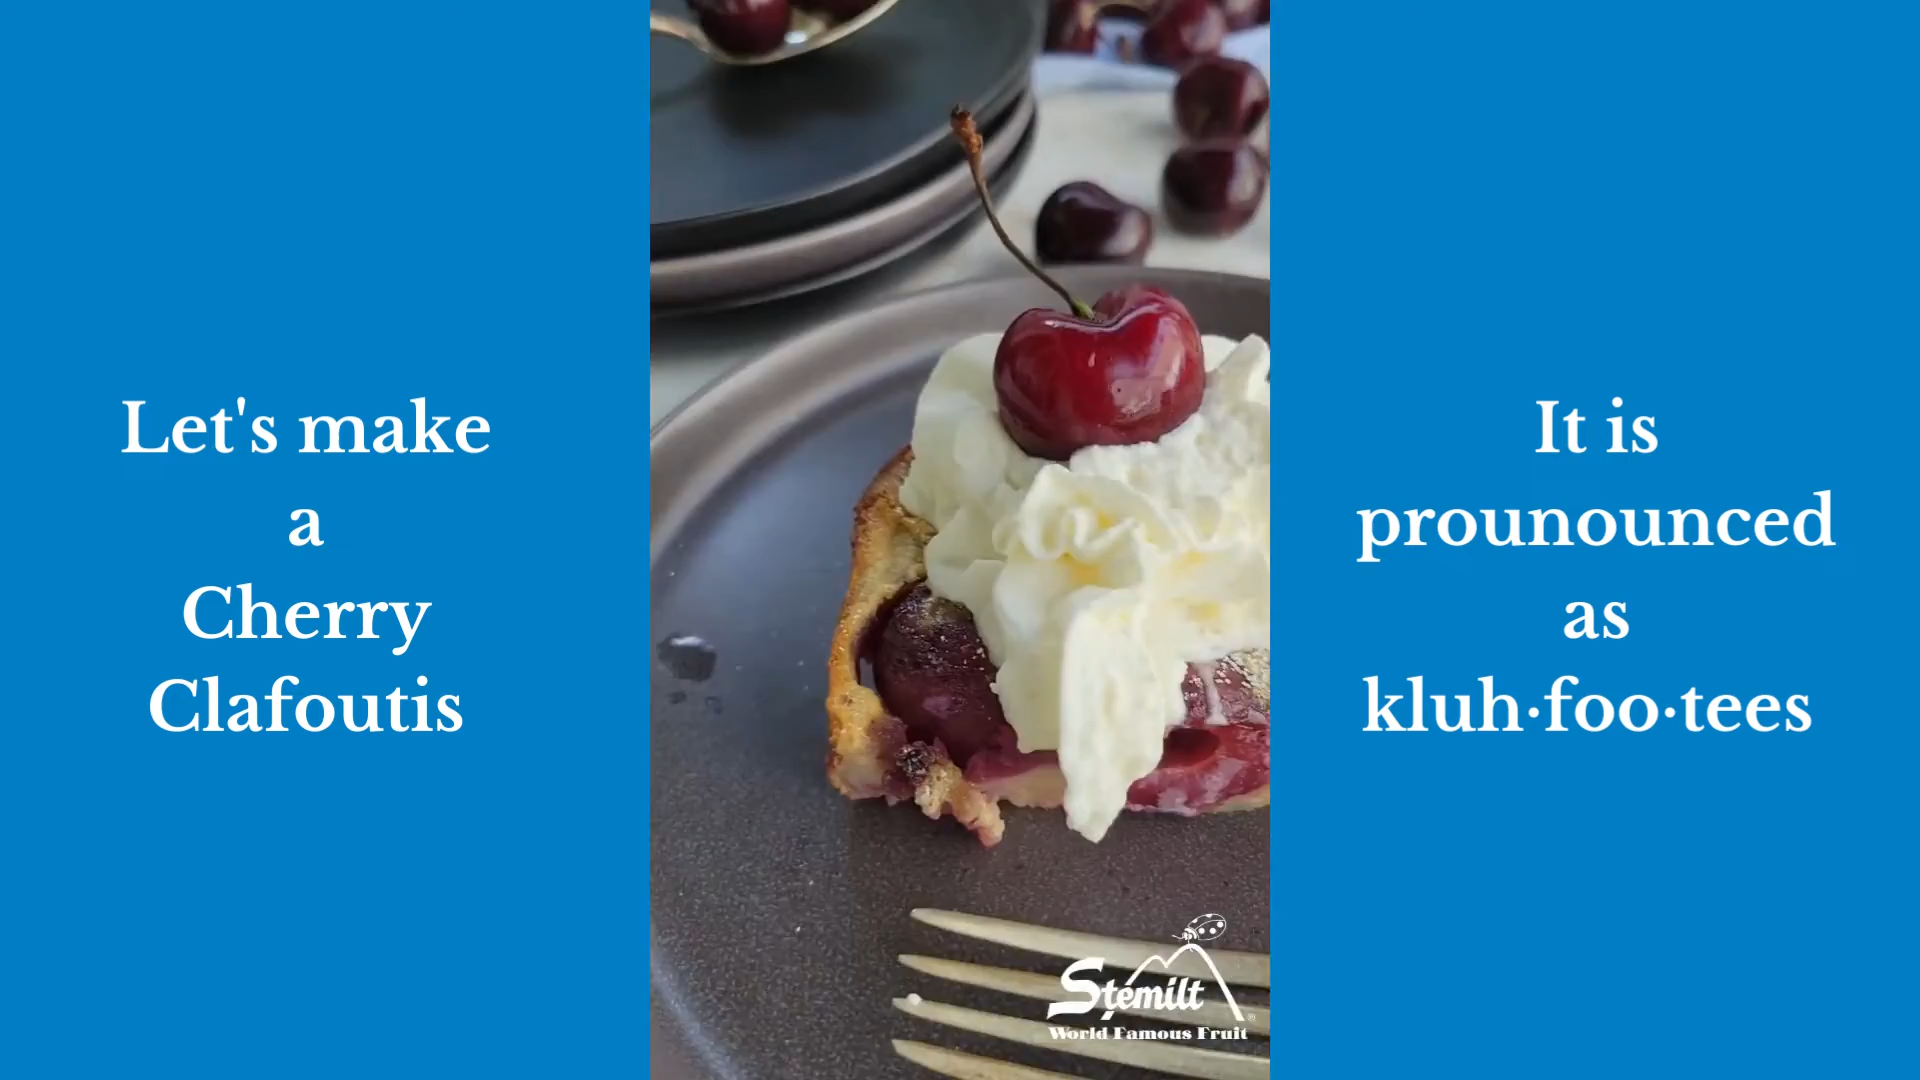 Let's make
a
Cherry
Clafoutis
It is
prounounced
as
kluh·foo·tees
Stemilt
World Famous Fruit